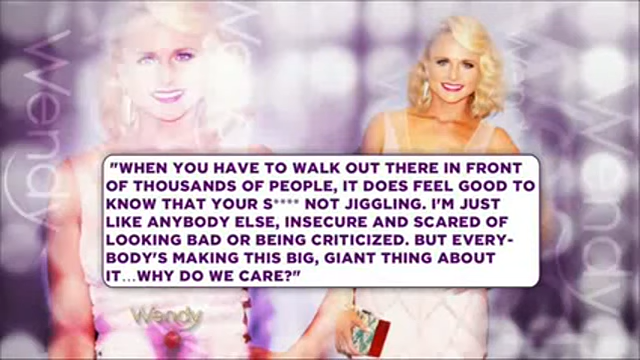 Wendy
Wendy
"WHEN YOU HAVE TO WALK OUT THERE IN FRONT
OF THOUSANDS OF PEOPLE, IT DOES FEEL GOOD TO
KNOW THAT YOUR S**** NOT JIGGLING. I'M JUST
LIKE ANYBODY ELSE, INSECURE AND SCARED OF
LOOKING BAD OR BEING CRITICIZED. BUT EVERY-
BODY'S MAKING THIS BIG, GIANT THING ABOUT
IT...WHY DO WE CARE?"
Wendy